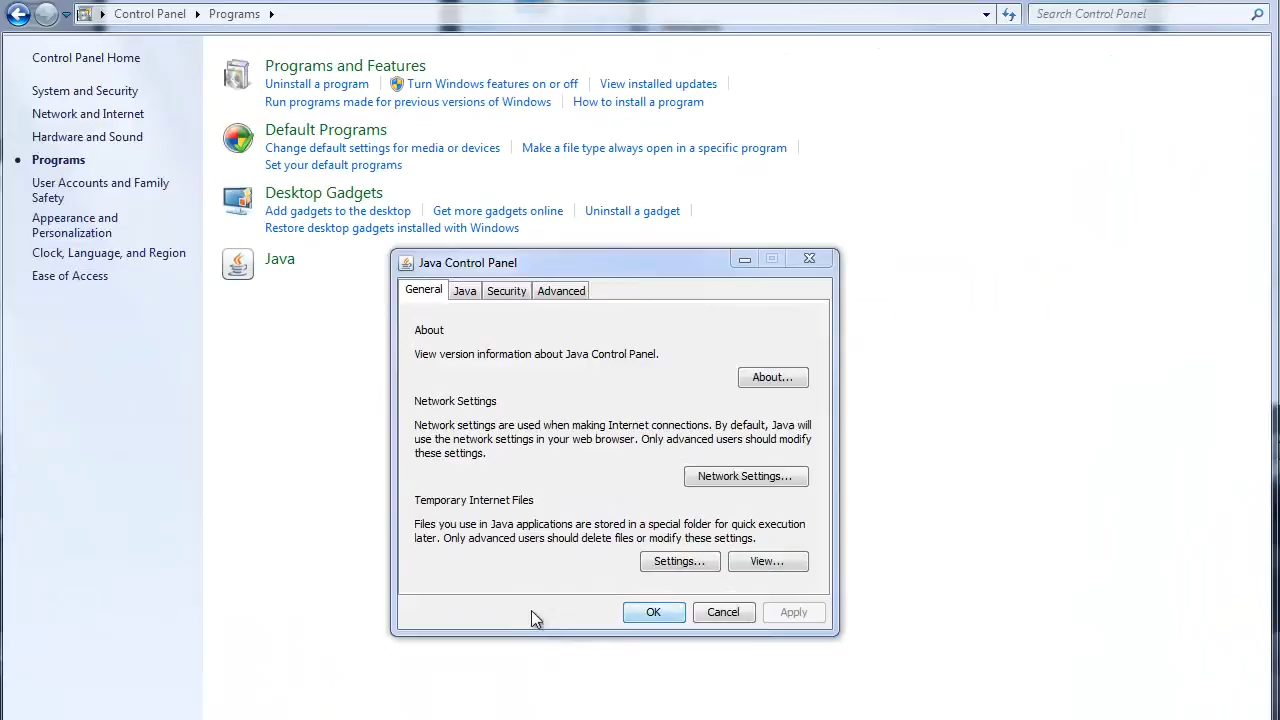 Control Panel Programs
Search Control Panel
Control Panel Home
System and Security
Network and Internet
Hardware and Sound
Programs
User Accounts and Family
Safety
Appearance and
Personalization
Clock, Language, and Region
Ease of Access
Programs and Features
Uninstall a program Turn Windows features on or off View installed updates
Run programs made for previous versions of Windows How to install a program
Default Programs
Change default settings for media or devices Make a file type always open in a specific program
Set your default programs
Desktop Gadgets
Add gadgets to the desktop Get more gadgets online Uninstall a gadget
Restore desktop gadgets installed with Windows
Java
Java Control Panel
General Java Security Advanced
About
View version information about Java Control Panel.
About...
Network Settings
Network settings are used when making Internet connections. By default, Java will
use the network settings in your web browser. Only advanced users should modify
these settings.
Network Settings...
Temporary Internet Files
Files you use in Java applications are stored in a special folder for quick execution
later. Only advanced users should delete files or modify these settings.
Settings... View...
OK Cancel Apply